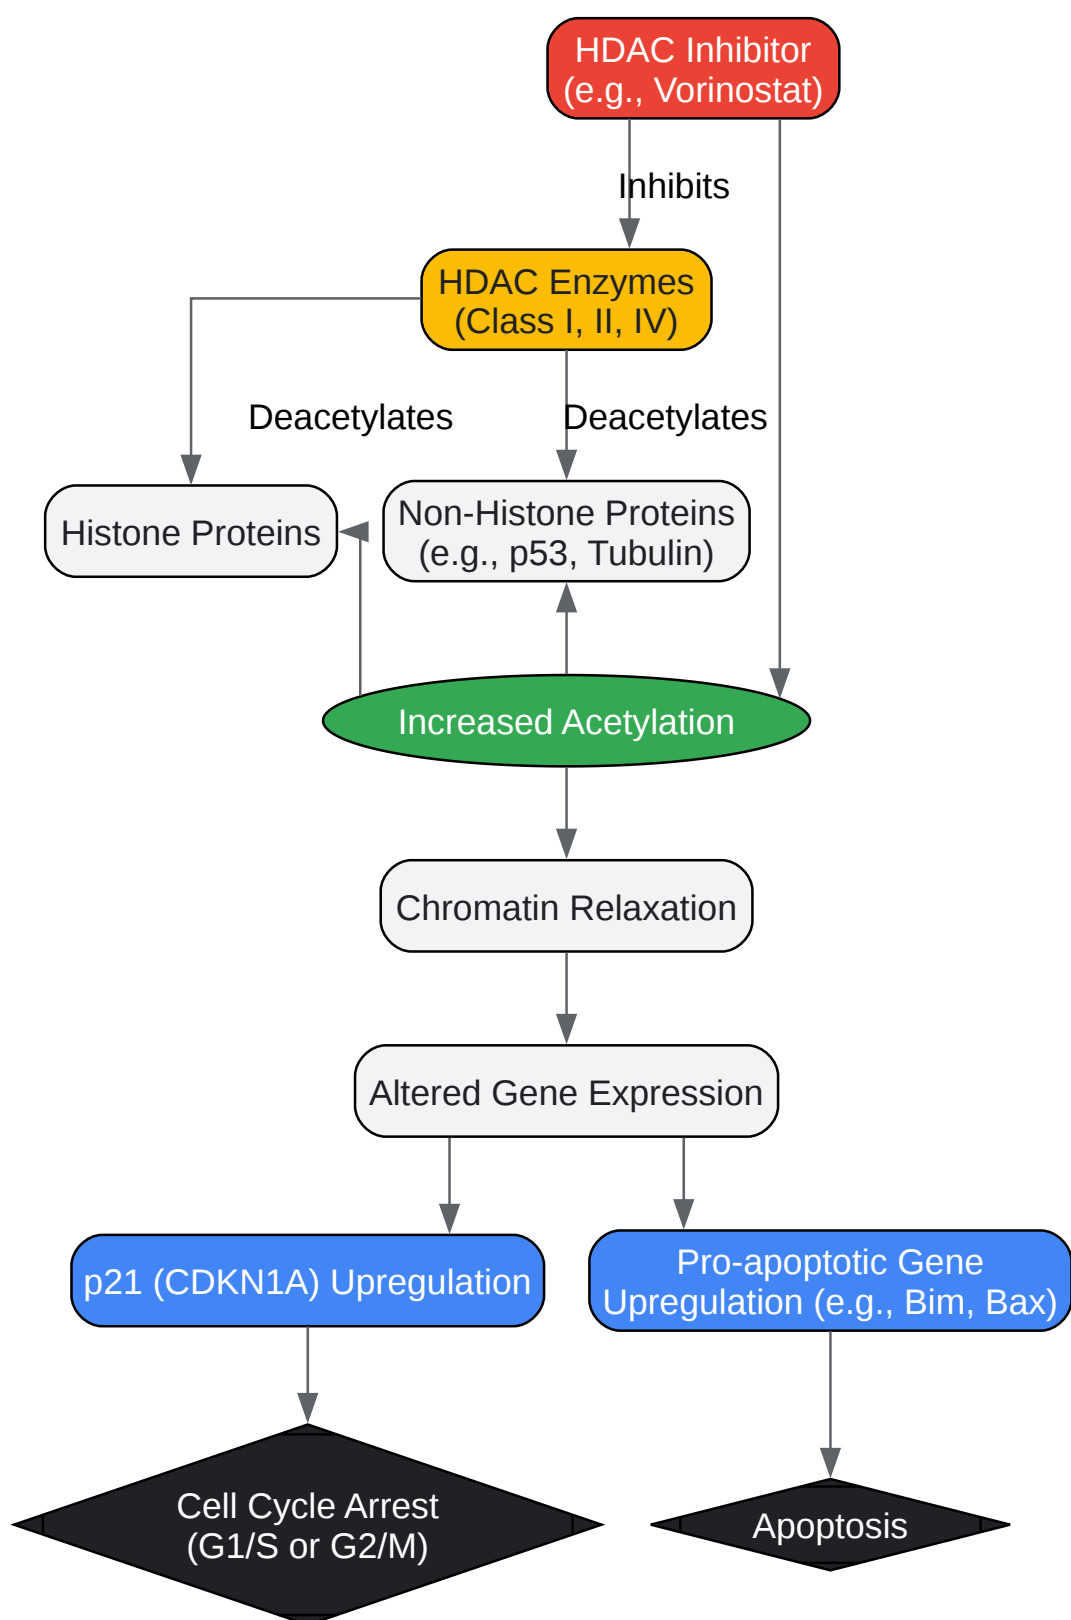 HDAC Inhibitor
(e.g., Vorinostat)
Inhibits
HDAC Enzymes
(Class I, II, IV)
Deacetylates
Deacetylates
Histone Proteins
Non-Histone Proteins
(e.g., p53, Tubulin)
Increased Acetylation
Chromatin Relaxation
Altered Gene Expression
p21 (CDKN1A) Upregulation
Pro-apoptotic Gene
Upregulation (e.g., Bim, Bax)
Cell Cycle Arrest
(G1/S or G2/M)
Apoptosis